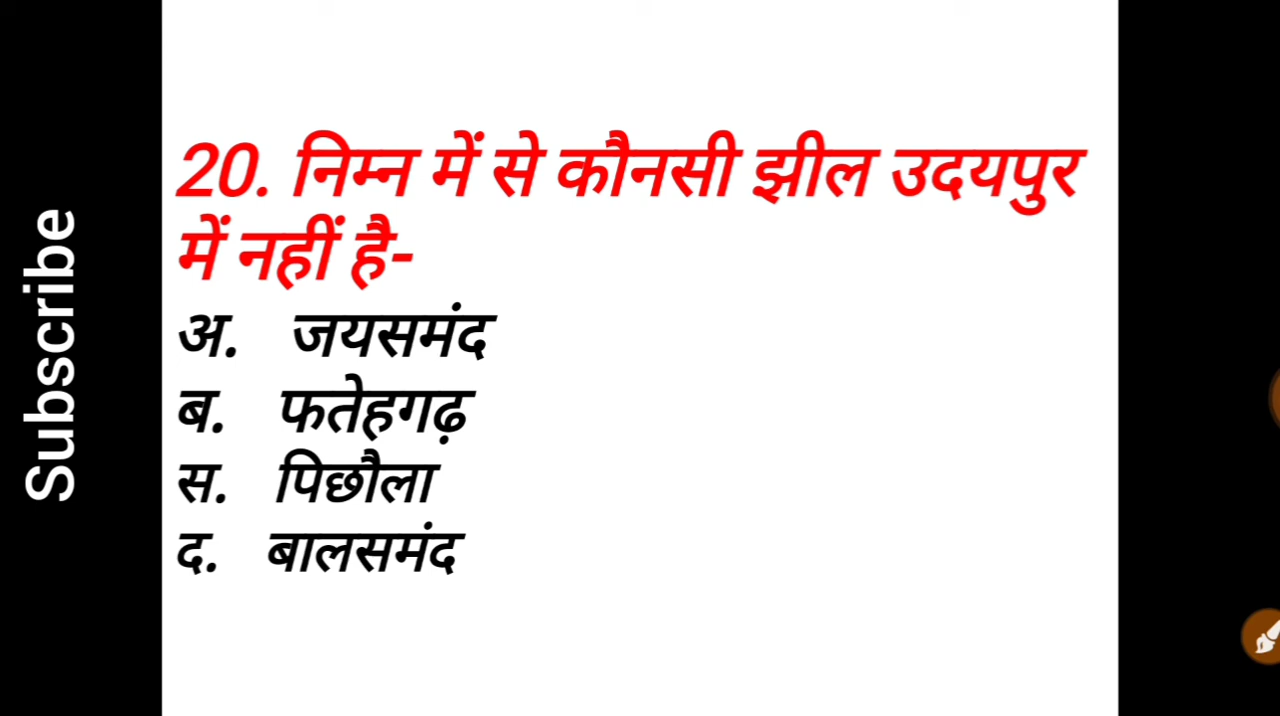 Subscribe
20. निम्न में से कौनसी झील उदयपुर
में नहीं है-
अ. जयसमंद
ब. फतेहगढ़
स. पिछौला
द. बालसमंद